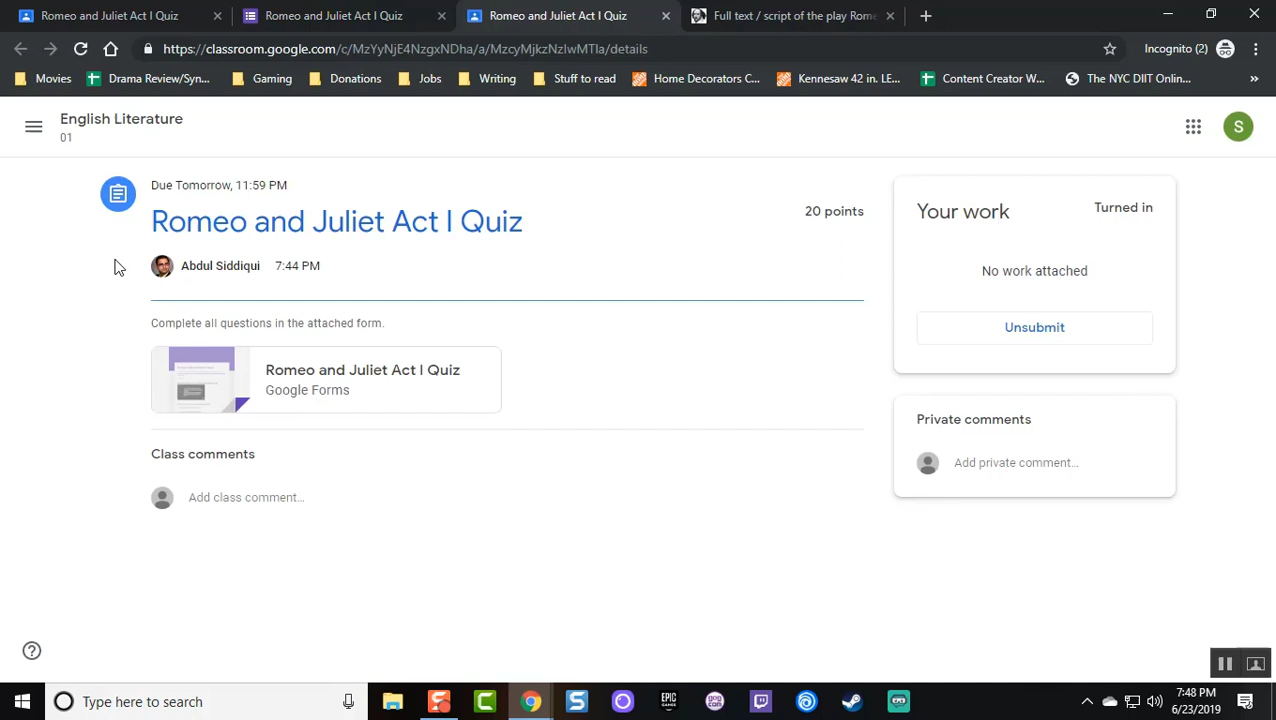 Romeo and Juliet Act I Quiz
Romeo and Juliet Act I Quiz
Romeo and Juliet Act I Quiz
Full text / script of the play Rome
https://classroom.google.com/c/MzYyNjE4NzgxNDha/a/MzcyMjkzNzIwMTIa/details
Incognito (2)
Movies
Drama Review/Syn...
Gaming
Donations
Jobs
Writing
Stuff to read
Home Decorators C...
Kennesaw 42 in. LE...
Content Creator W...
The NYC DIIT Onlin...
English Literature
01
S
Due Tomorrow, 11:59 PM
Romeo and Juliet Act I Quiz
20 points
Abdul Siddiqui 7:44 PM
Complete all questions in the attached form.
Romeo and Juliet Act I Quiz
Google Forms
Class comments
Add class comment...
Your work
Turned in
No work attached
Unsubmit
Private comments
Add private comment...
Type here to search
EPIC
GAMES
7:48 PM
6/23/2019